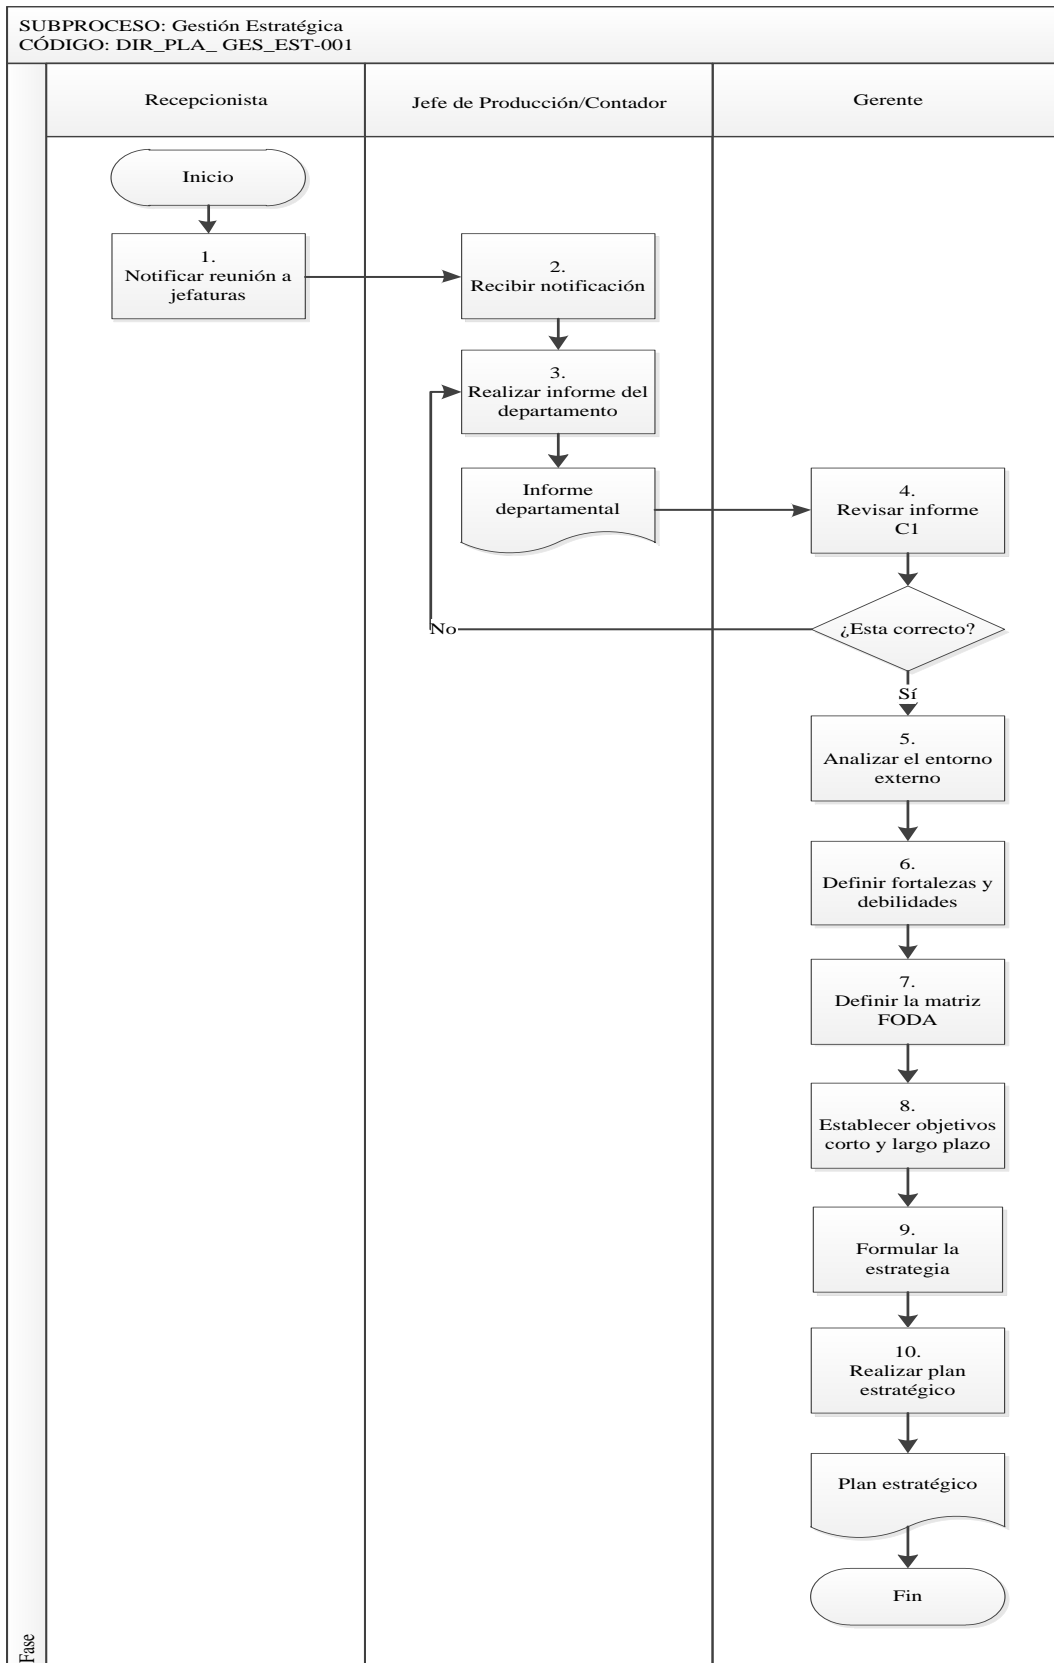 SUBPROCESO: Gestión Estratégica
CÓDIGO: DIR_PLA_ GES_EST-001
Recepcionista
Jefe de Producción/Contador
Gerente
Inicio
1.
Notificar reunión a
jefaturas
2.
Recibir notificación
3.
Realizar informe del
departamento
Informe
departamental
4.
Revisar informe
C1
¿Esta correcto?
No
Sí
5.
Analizar el entorno
externo
6.
Definir fortalezas y
debilidades
7.
Definir la matriz
FODA
8.
Establecer objetivos
corto y largo plazo
9.
Formular la
estrategia
10.
Realizar plan
estratégico
Plan estratégico
Fin
Fase